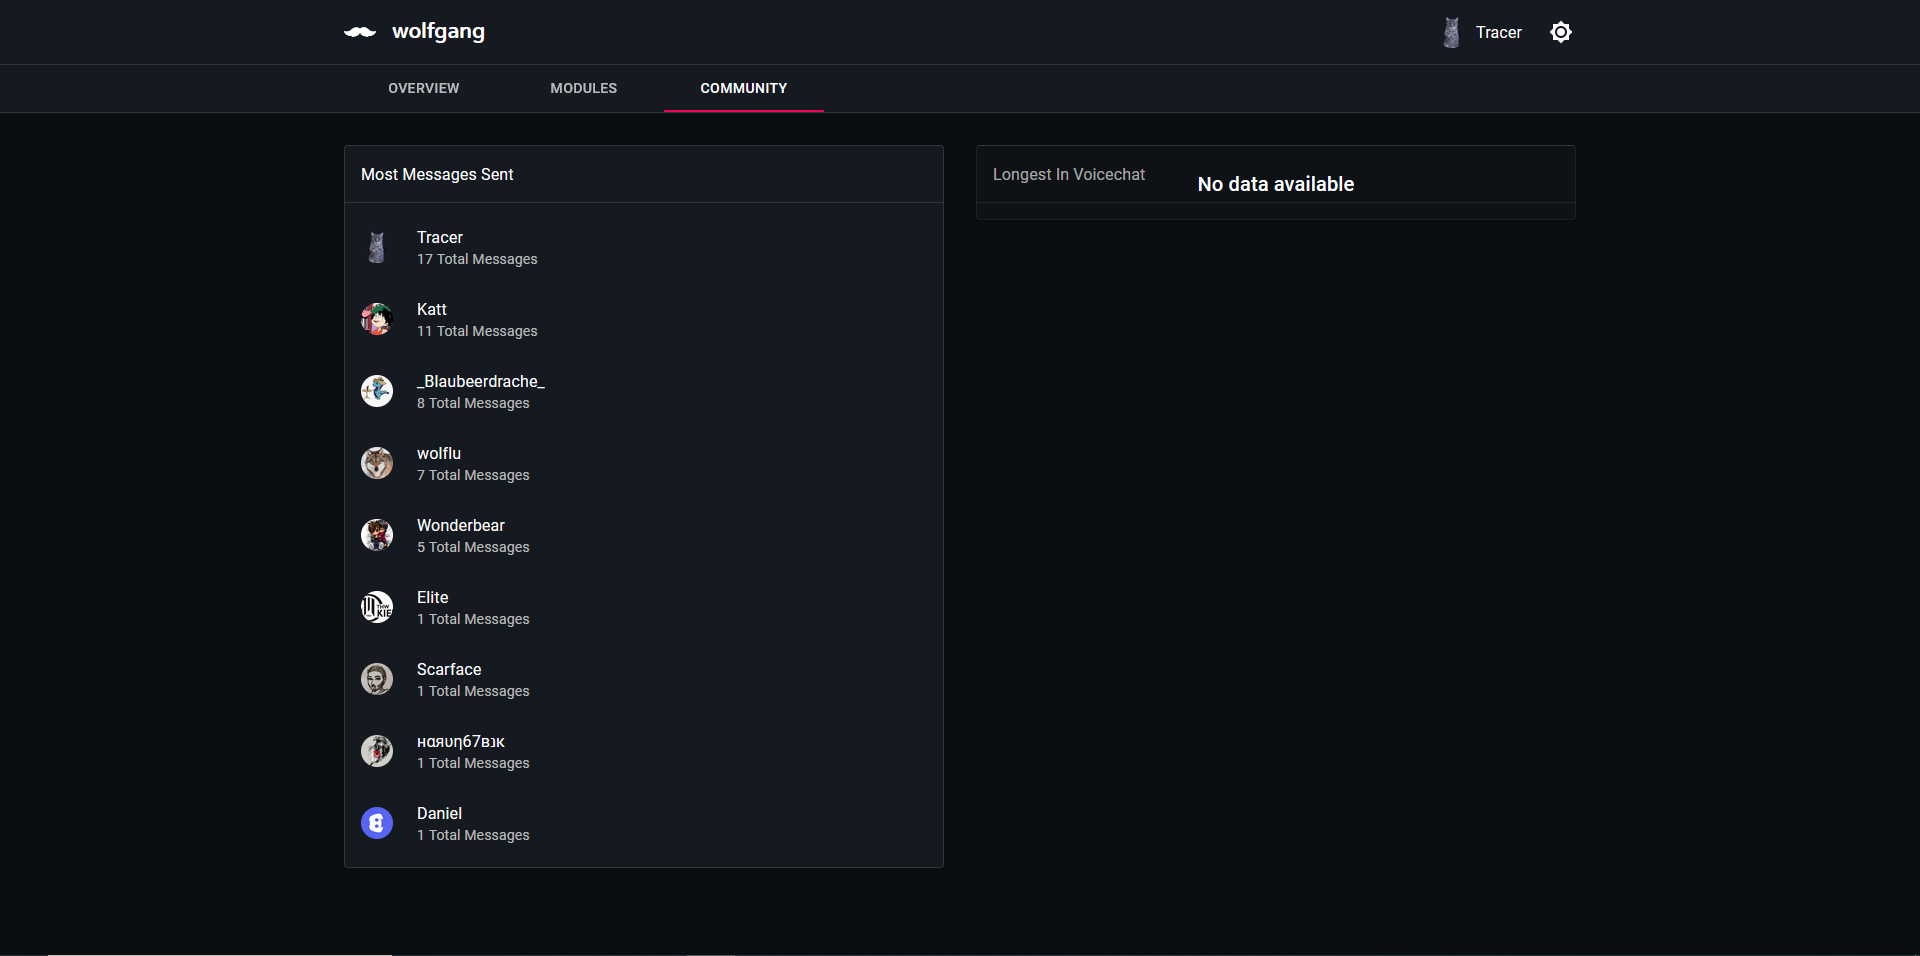 wolfgang
Tracer
OVERVIEW
MODULES
COMMUNITY
Most Messages Sent
Tracer
17 Total Messages
Katt
11 Total Messages
_Blaubeerdrache_
8 Total Messages
wolflu
7 Total Messages
Wonderbear
5 Total Messages
Elite
1 Total Messages
Scarface
1 Total Messages
нαяυη67вנк
1 Total Messages
Daniel
1 Total Messages
Longest In Voicechat
No data available